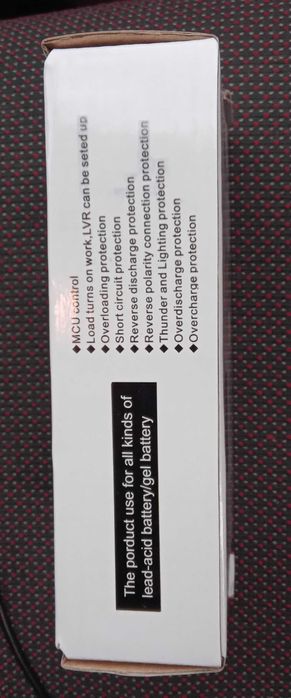 The porduct use for all kinds of
lead-acid battery/gel battery
◆MCU control
◆Load turns on work,LVR can be seted up
◆Overloading protection
◆Short circuit protection
◆Reverse discharge protection
◆Reverse polarity connection protection
◆Thunder and Lighting protection
◆Overdischarge protection
◆Overcharge protection